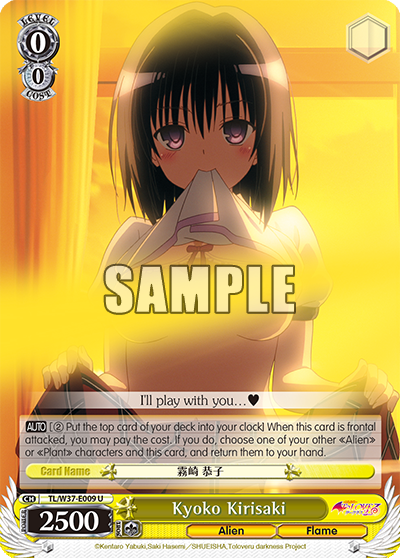 LEVEL
0
0
COST
SAMPLE
I'll play with you…♥
AUTO [② Put the top card of your deck into your clock] When this card is frontal
attacked, you may pay the cost. If you do, choose one of your other «Alien»
or «Plant» characters and this card, and return them to your hand.
Card Name
霧崎 恭子
CH TL/W37-E009 U
POWER 2500 SOUL
Kyoko Kirisaki
Alien
Flame
©Kentaro Yabuki,Saki Hasemi / SHUEISHA,Toloveru darkness Project